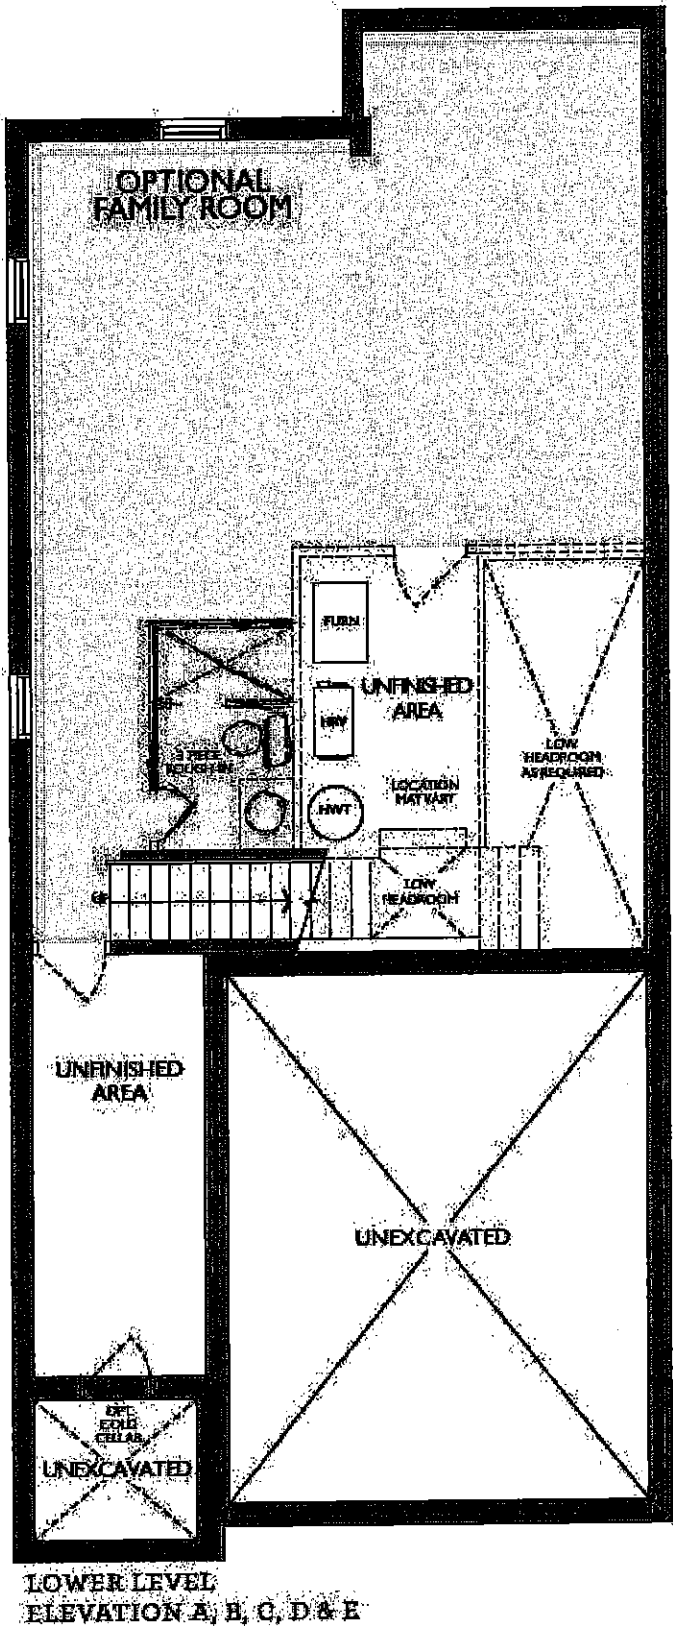 OPTIONAL
FAMILY ROOM
FURN
UNFINISHED
AREA
HRV
3 PIECE
ROUGH-IN
LOW
HEADROOM
AS REQUIRED
LOCATION
MAY VARY
HWT
UP
LOW
HEADROOM
UNFINISHED
AREA
UNEXCAVATED
OPT.
COLD
CELLAR
UNEXCAVATED
LOWER LEVEL
ELEVATION A, B, C, D & E